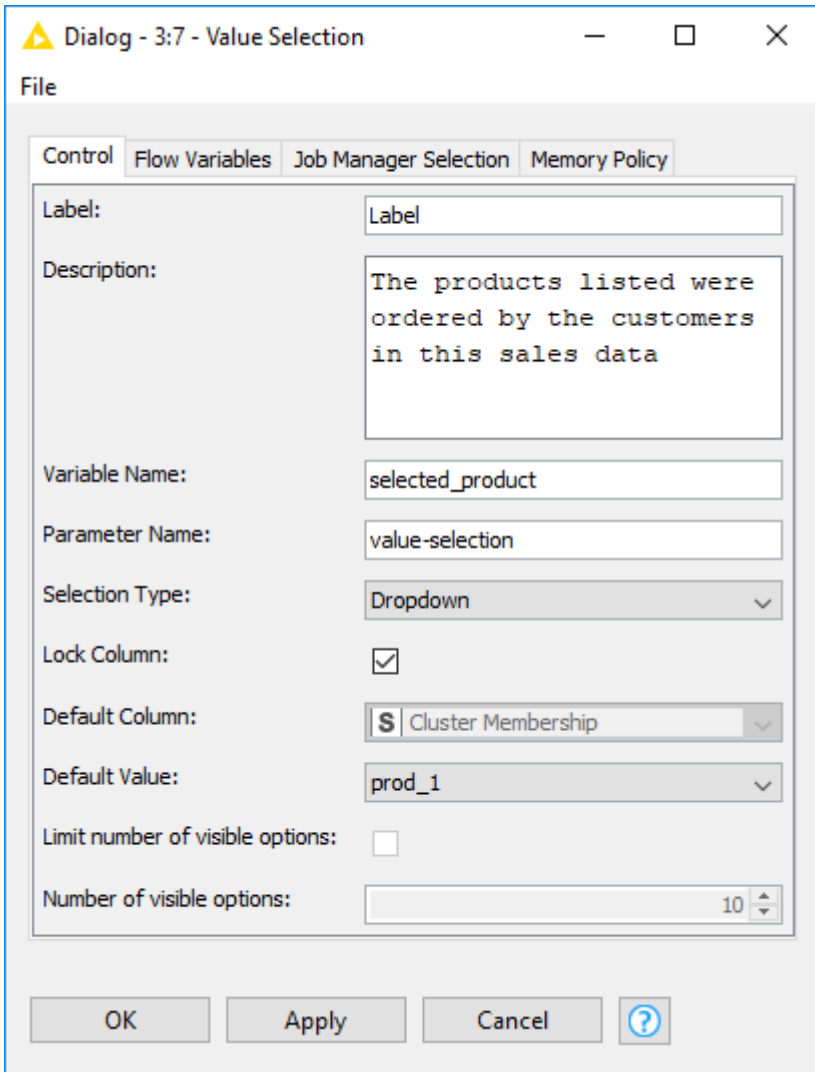 Dialog - 3:7 - Value Selection
File
Control Flow Variables Job Manager Selection Memory Policy
Label: Label
Description: The products listed were
ordered by the customers
in this sales data
Variable Name: selected_product
Parameter Name: value-selection
Selection Type: Dropdown
Lock Column:
Default Column: S Cluster Membership
Default Value: prod_1
Limit number of visible options:
Number of visible options: 10
OK Apply Cancel ?